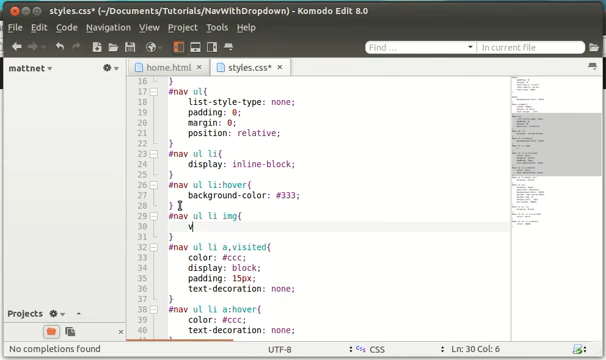 styles.css* (~/Documents/Tutorials/NavWithDropdown) - Komodo Edit 8.0
File Edit Code Navigation View Project Tools Help
Find ...
in Current file
mattnet
home.html
styles.css*
16 }
17 #nav ul{
18 list-style-type: none;
19 padding: 0;
20 margin: 0;
21 position: relative;
22 }
23 #nav ul li{
24 display: inline-block;
25 }
26 #nav ul li:hover{
27 background-color: #333;
28 }
29 #nav ul li img{
30 v
31 }
32 #nav ul li a,visited{
33 color: #ccc;
34 display: block;
35 padding: 15px;
36 text-decoration: none;
37 }
38 #nav ul li a:hover{
39 color: #ccc;
40 text-decoration: none;
Projects
No completions found
UTF-8
CSS
Ln: 30 Col: 6